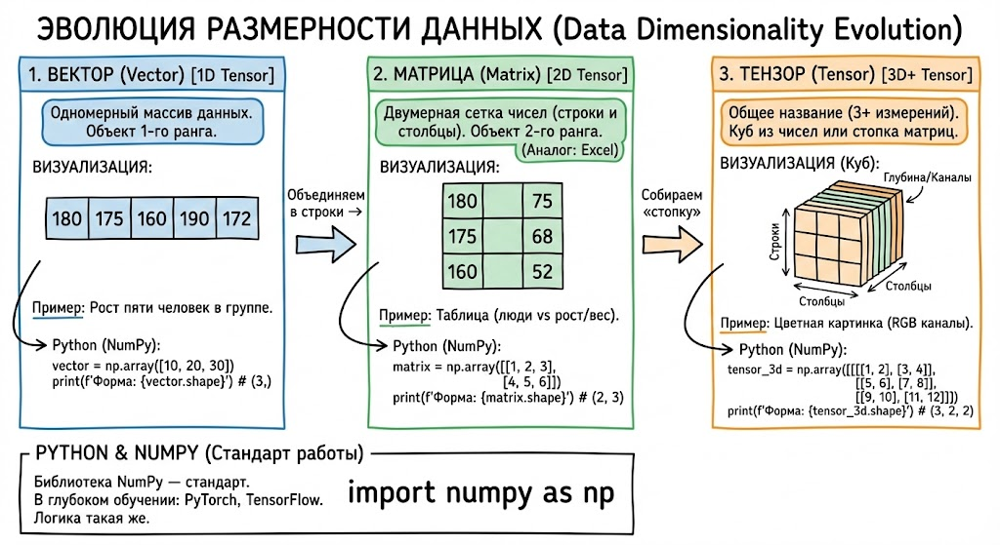 ЭВОЛЮЦИЯ РАЗМЕРНОСТИ ДАННЫХ (Data Dimensionality Evolution)
1. ВЕКТОР (Vector) [1D Tensor]
Одномерный массив данных.
Объект 1-го ранга.
ВИЗУАЛИЗАЦИЯ:
180 175 160 190 172
Пример: Рост пяти человек в группе.
Python (NumPy):
vector = np.array([10, 20, 30])
print(f'Форма: {vector.shape}') # (3,)
Объединяем
в строки →
2. МАТРИЦА (Matrix) [2D Tensor]
Двумерная сетка чисел (строки и
столбцы). Объект 2-го ранга.
(Аналог: Excel)
ВИЗУАЛИЗАЦИЯ:
180 75
175 68
160 52
Пример: Таблица (люди vs рост/вес).
Python (NumPy):
matrix = np.array([[1, 2, 3],
[4, 5, 6]])
print(f'Форма: {matrix.shape}') # (2, 3)
Собираем
«стопку»
3. ТЕНЗОР (Tensor) [3D+ Tensor]
Общее название (3+ измерений).
Куб из чисел или стопка матриц.
ВИЗУАЛИЗАЦИЯ (Куб):
Глубина/Каналы
Строки
Столбцы
Столбцы
Пример: Цветная картинка (RGB каналы).
Python (NumPy):
tensor_3d = np.array([[[[[1, 2], [3, 4]],
[[5, 6], [7, 8]],
[[9, 10], [11, 12]]]])
print(f'Форма: {tensor_3d.shape}') # (3, 2, 2)
PYTHON & NUMPY (Стандарт работы)
Библиотека NumPy — стандарт.
В глубоком обучении: PyTorch, TensorFlow.
Логика такая же.
import numpy as np